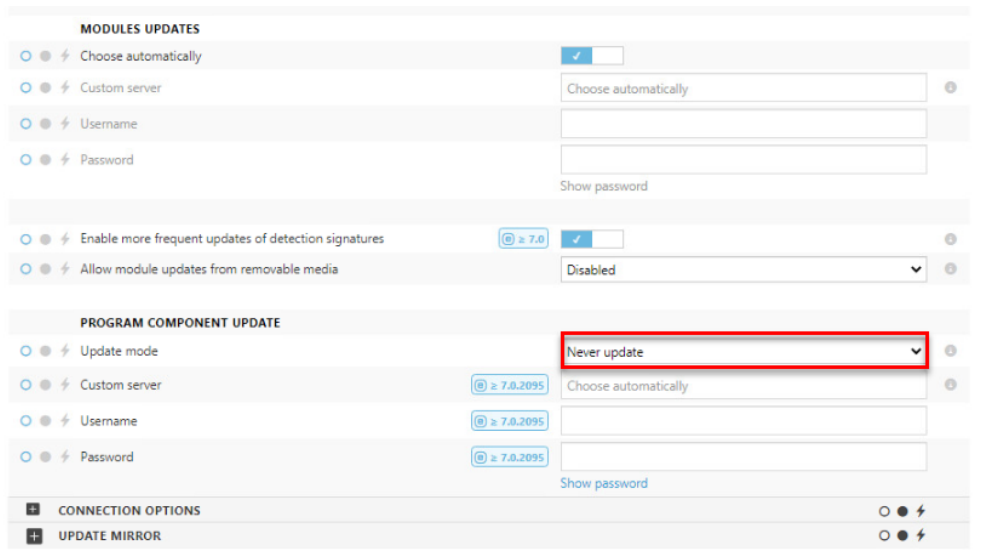 MODULES UPDATES
Choose automatically
Custom server Choose automatically
Username
Password
Show password
Enable more frequent updates of detection signatures ≥ 7.0
Allow module updates from removable media Disabled
PROGRAM COMPONENT UPDATE
Update mode Never update
Custom server ≥ 7.0.2095 Choose automatically
Username ≥ 7.0.2095
Password ≥ 7.0.2095
Show password
CONNECTION OPTIONS
UPDATE MIRROR